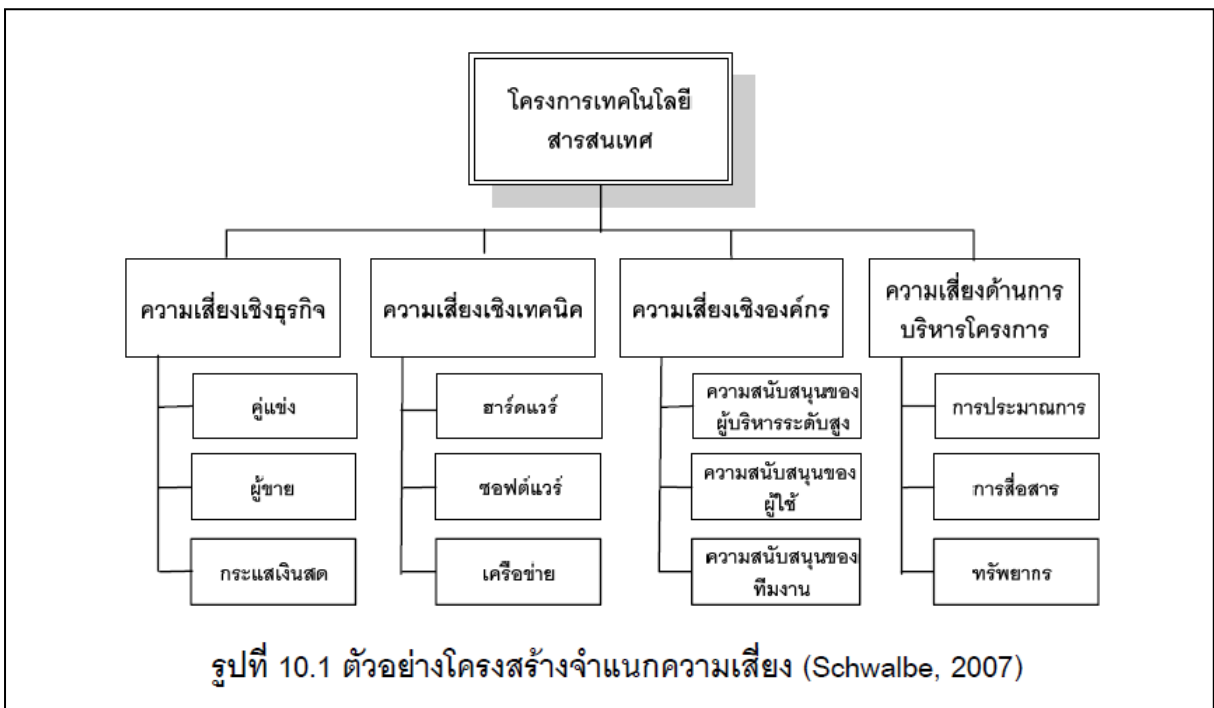 โครงการเทคโนโลยี
สารสนเทศ
ความเสี่ยงเชิงธุรกิจ
คู่แข่ง
ผู้ขาย
กระแสเงินสด
ความเสี่ยงเชิงเทคนิค
ฮาร์ดแวร์
ซอฟต์แวร์
เครือข่าย
ความเสี่ยงเชิงองค์กร
ความสนับสนุนของ
ผู้บริหารระดับสูง
ความสนับสนุนของ
ผู้ใช้
ความสนับสนุนของ
ทีมงาน
ความเสี่ยงด้านการ
บริหารโครงการ
การประมาณการ
การสื่อสาร
ทรัพยากร
รูปที่ 10.1 ตัวอย่างโครงสร้างจำแนกความเสี่ยง (Schwalbe, 2007)